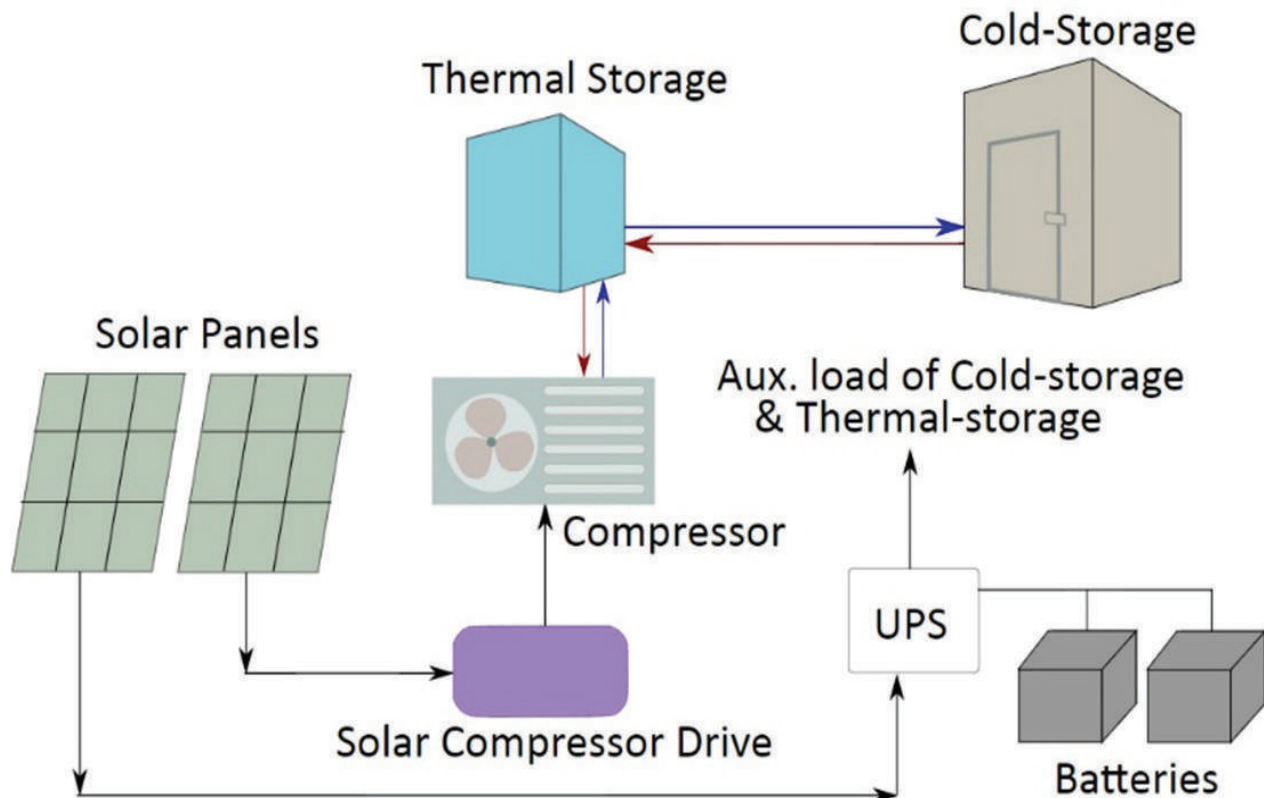 Cold-Storage
Thermal Storage
Solar Panels
Aux. load of Cold-storage
& Thermal-storage
Compressor
UPS
Solar Compressor Drive
Batteries